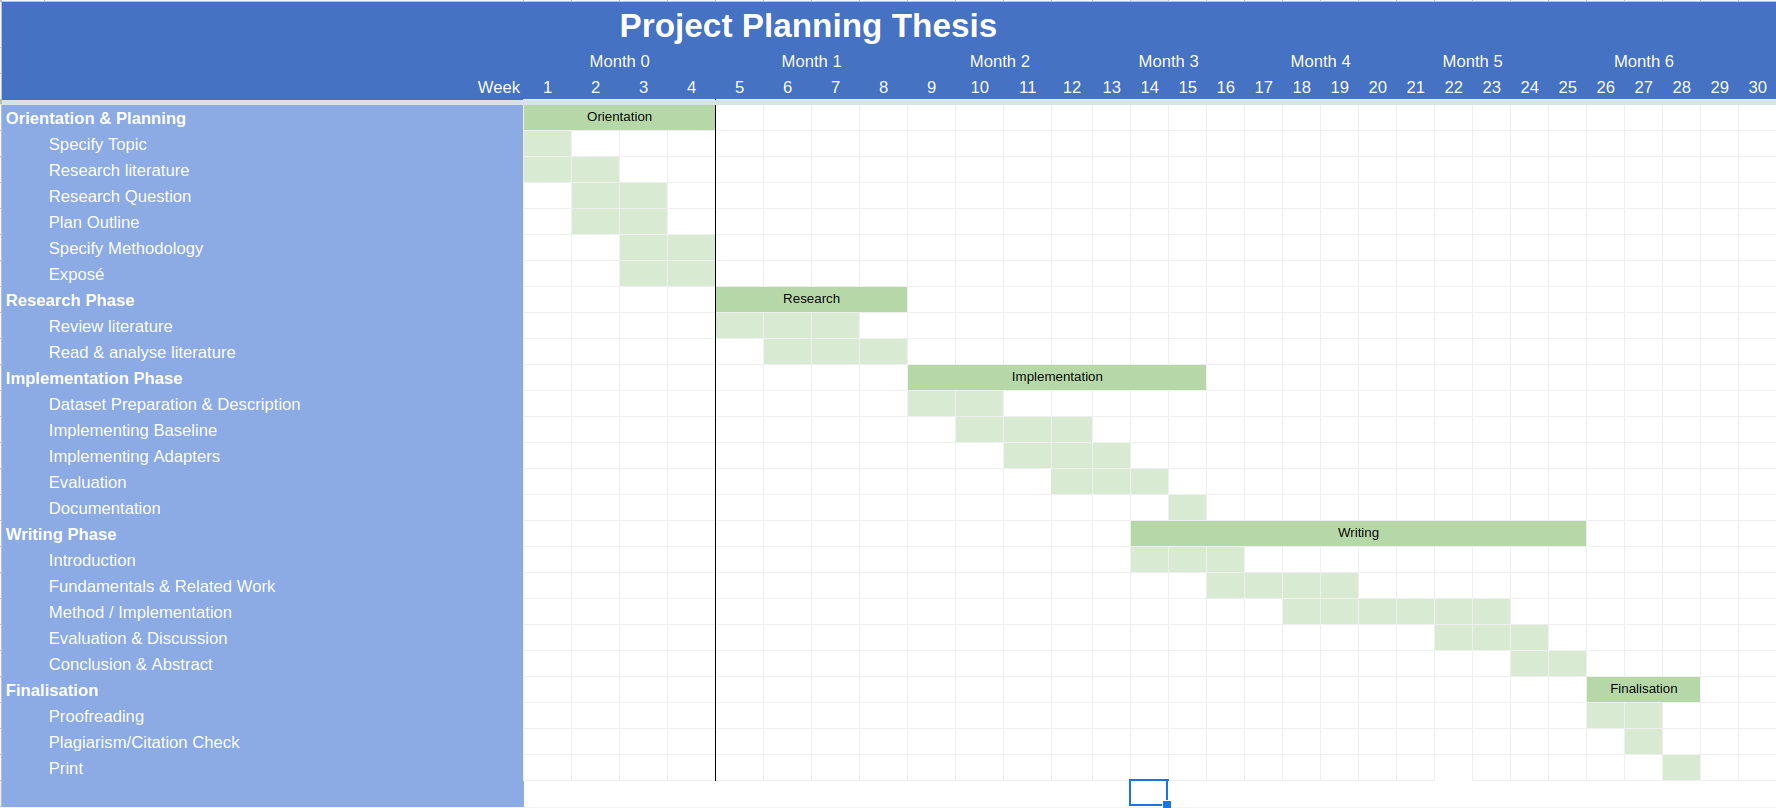 Project Planning Thesis
Month 0 Month 1 Month 2 Month 3 Month 4 Month 5 Month 6
Week 1 2 3 4 5 6 7 8 9 10 11 12 13 14 15 16 17 18 19 20 21 22 23 24 25 26 27 28 29 30
Orientation & Planning Orientation
Specify Topic
Research literature
Research Question
Plan Outline
Specify Methodology
Exposé
Research Phase Research
Review literature
Read & analyse literature
Implementation Phase Implementation
Dataset Preparation & Description
Implementing Baseline
Implementing Adapters
Evaluation
Documentation
Writing Phase Writing
Introduction
Fundamentals & Related Work
Method / Implementation
Evaluation & Discussion
Conclusion & Abstract
Finalisation Finalisation
Proofreading
Plagiarism/Citation Check
Print